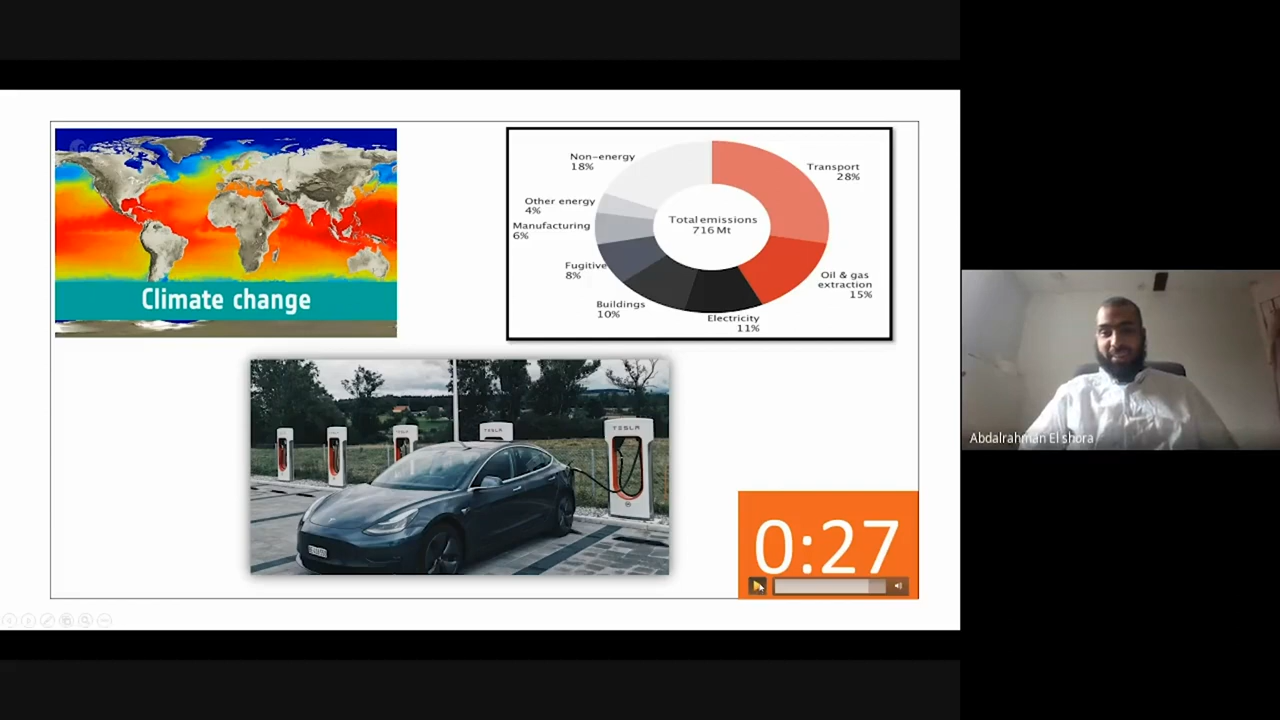 Climate change
Non-energy
18%
Transport
28%
Other energy
4%
Manufacturing
6%
Total emissions
716 Mt
Fugitive
8%
Oil & gas
extraction
15%
Buildings
10%
Electricity
11%
TESLA
TESLA
Abdalrahman El shora
0:27